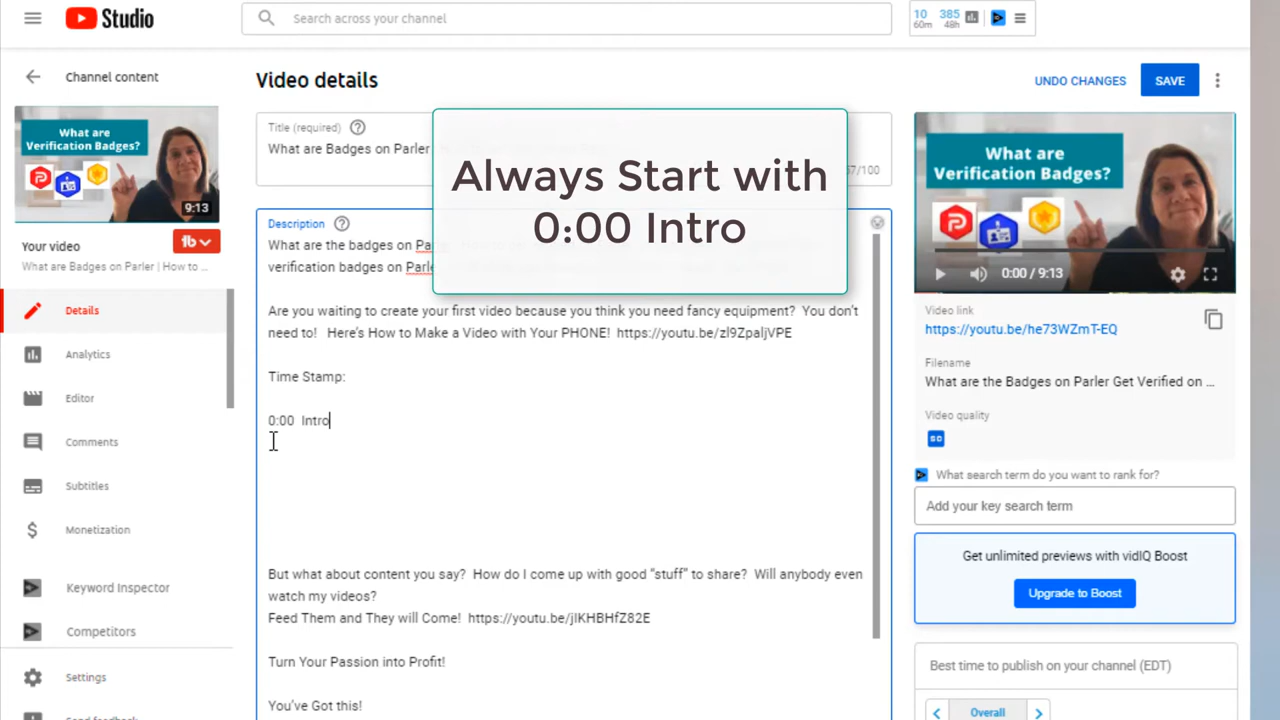 Studio
Search across your channel
10 385
60m 48h
Channel content
Video details
UNDO CHANGES
SAVE
What are
Verification Badges?
9:13
Your video
What are Badges on Parler | How to ...
Details
Analytics
Editor
Comments
Subtitles
Monetization
Keyword Inspector
Competitors
Settings
Title (required)
What are Badges on Parler
7/100
Always Start with
0:00 Intro
Description
What are the badges on
verification badges on
Are you waiting to create your first video because you think you need fancy equipment? You don't
need to! Here's How to Make a Video with Your PHONE! https://youtu.be/zl9ZpaljVPE
Time Stamp:
0:00 Intro
But what about content you say? How do I come up with good "stuff" to share? Will anybody even
watch my videos?
Feed Them and They will Come! https://youtu.be/jIKHBHfZ82E
Turn Your Passion into Profit!
You've Got this!
What are
Verification Badges?
0:00 / 9:13
Video link
https://youtu.be/he73WZmT-EQ
Filename
What are the Badges on Parler Get Verified on ...
Video quality
SD
What search term do you want to rank for?
Add your key search term
Get unlimited previews with vidIQ Boost
Upgrade to Boost
Best time to publish on your channel (EDT)
Overall